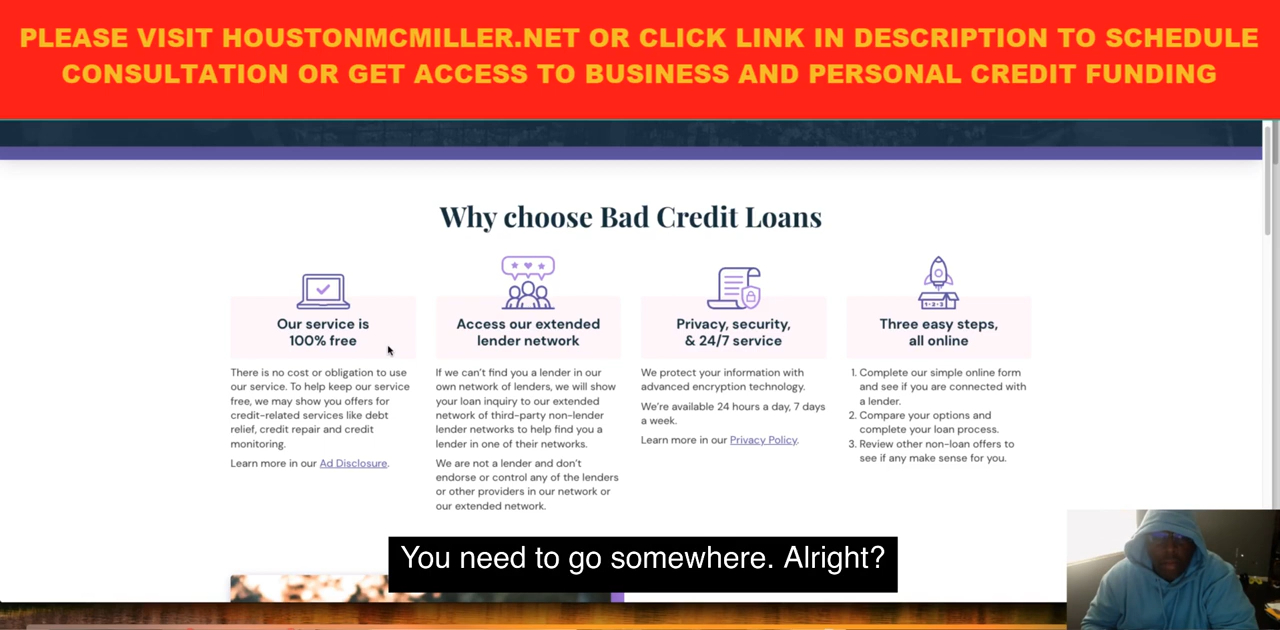 PLEASE VISIT HOUSTONMCMILLER.NET OR CLICK LINK IN DESCRIPTION TO SCHEDULE
CONSULTATION OR GET ACCESS TO BUSINESS AND PERSONAL CREDIT FUNDING
Why choose Bad Credit Loans
Our service is
100% free
There is no cost or obligation to use
our service. To help keep our service
free, we may show you offers for
credit-related services like debt
relief, credit repair and credit
monitoring.
Learn more in our Ad Disclosure.
Access our extended
lender network
If we can't find you a lender in our
own network of lenders, we will show
your loan inquiry to our extended
network of third-party non-lender
lender networks to help find you a
lender in one of their networks.
We are not a lender and don't
endorse or control any of the lenders
or other providers in our network or
our extended network.
Privacy, security,
& 24/7 service
We protect your information with
advanced encryption technology.
We're available 24 hours a day, 7 days
a week.
Learn more in our Privacy Policy.
1-2-3
Three easy steps,
all online
1. Complete our simple online form
and see if you are connected with
a lender.
2. Compare your options and
complete your loan process.
3. Review other non-loan offers to
see if any make sense for you.
You need to go somewhere. Alright?